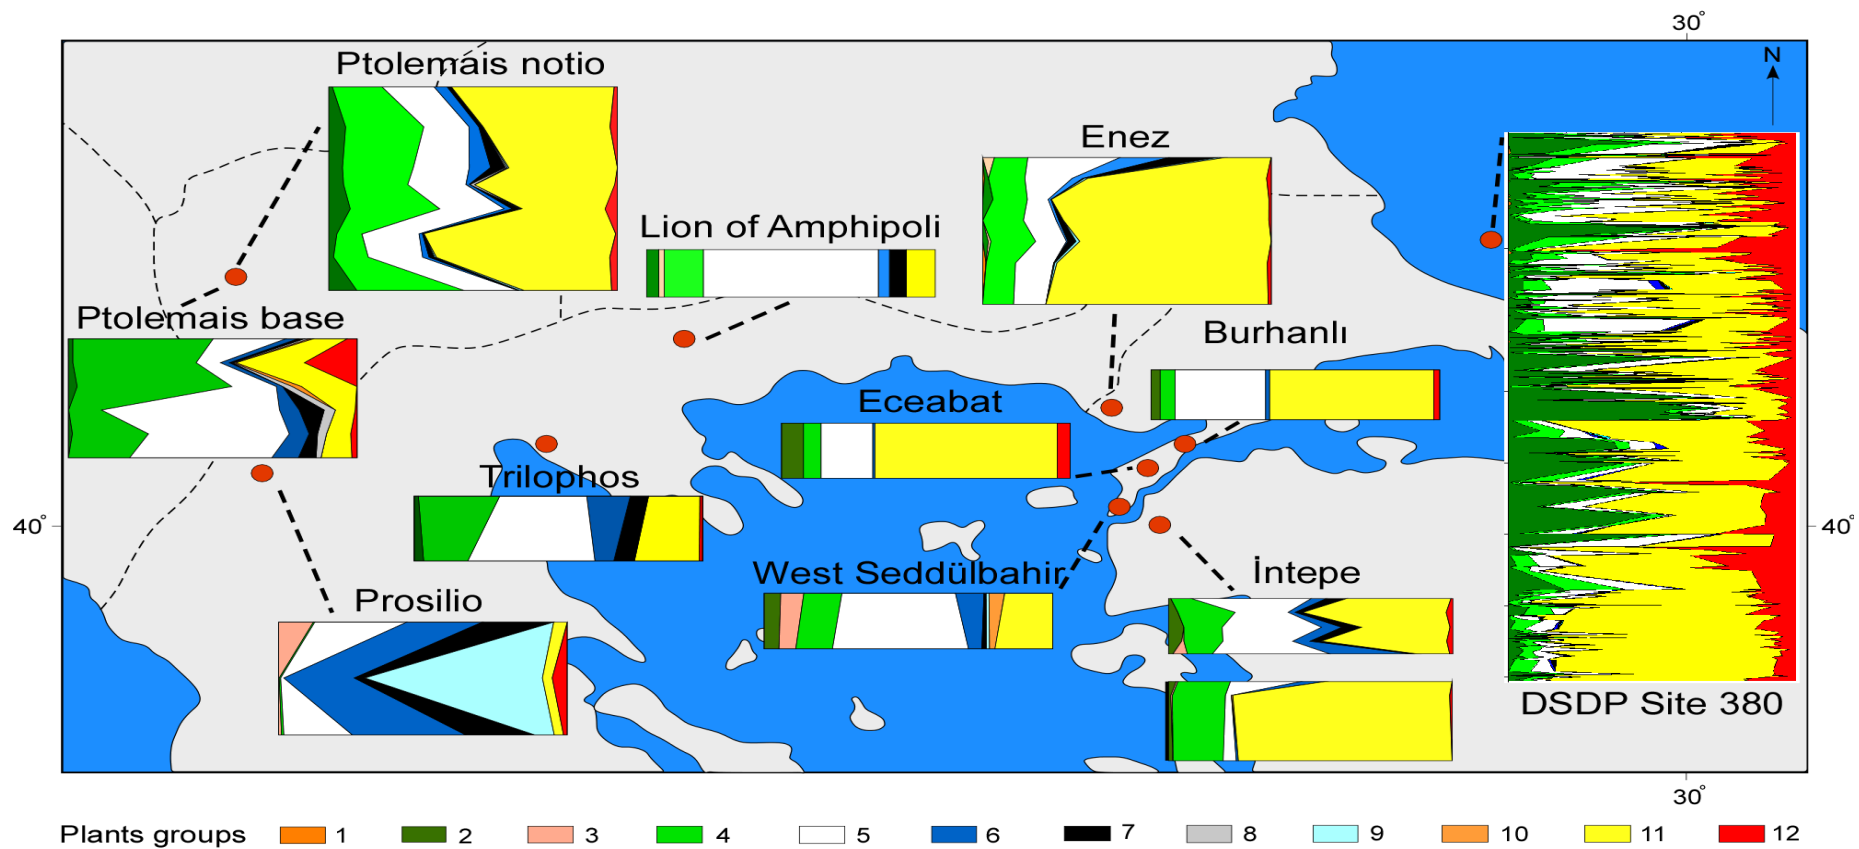 30°
N
Ptolemais notio
Enez
Lion of Amphipoli
Ptolemais base
Burhanlı
Eceabat
Trilophos
40°
40°
West Seddülbahir
İntepe
Prosilio
DSDP Site 380
30°
Plants groups 1 2 3 4 5 6 7 8 9 10 11 12